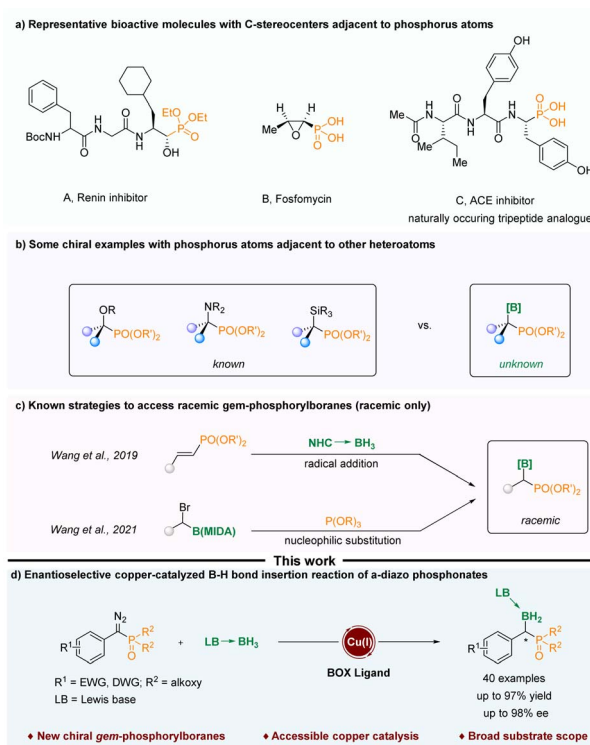 a) Representative bioactive molecules with C-stereocenters adjacent to phosphorus atoms
BocHN
O
H
N
O
N
H
EtO
OEt
P
O
OH
A, Renin inhibitor
H
H
Me
O
O
P
OH
OH
B, Fosfomycin
OH
Me
O
H
N
Me
Me
O
N
H
O
H
N
O
P
OH
OH
OH
C, ACE inhibitor
naturally occuring tripeptide analogue
b) Some chiral examples with phosphorus atoms adjacent to other heteroatoms
OR
PO(OR')2
NR2
PO(OR')2
SiR3
PO(OR')2
known
vs.
[B]
PO(OR')2
unknown
c) Known strategies to access racemic gem-phosphorylboranes (racemic only)
Wang et al., 2019
PO(OR')2
NHC→BH3
radical addition
Wang et al., 2021
Br
B(MIDA)
P(OR)3
nucleophilic substitution
[B]
PO(OR')2
racemic
This work
d) Enantioselective copper-catalyzed B-H bond insertion reaction of a-diazo phosphonates
R1
N2
P
R2
R2
O
+
LB→BH3
Cu(I)
BOX Ligand
LB
BH2
R1
*
P
R2
R2
O
R1 = EWG, DWG; R2 = alkoxy
LB = Lewis base
40 examples
up to 97% yield
up to 98% ee
♦ New chiral gem-phosphorylboranes
♦ Accessible copper catalysis
♦ Broad substrate scope